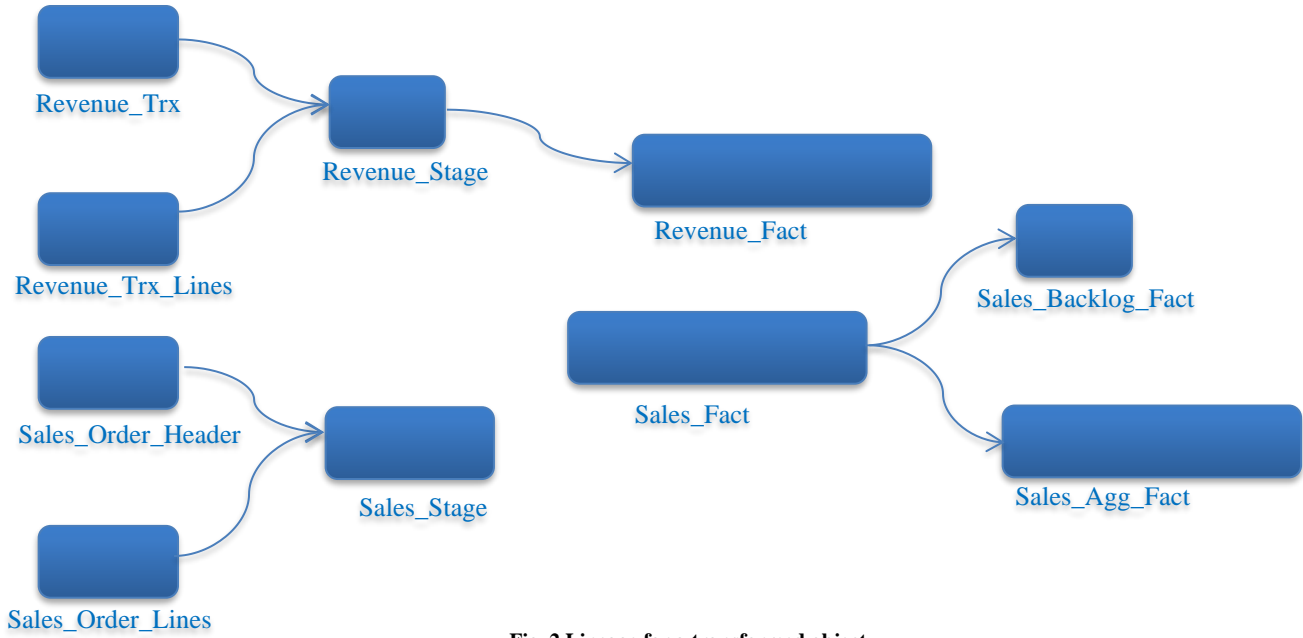 Revenue_Trx
Revenue_Stage
Revenue_Fact
Revenue_Trx_Lines
Sales_Backlog_Fact
Sales_Fact
Sales_Order_Header
Sales_Agg_Fact
Sales_Stage
Sales_Order_Lines